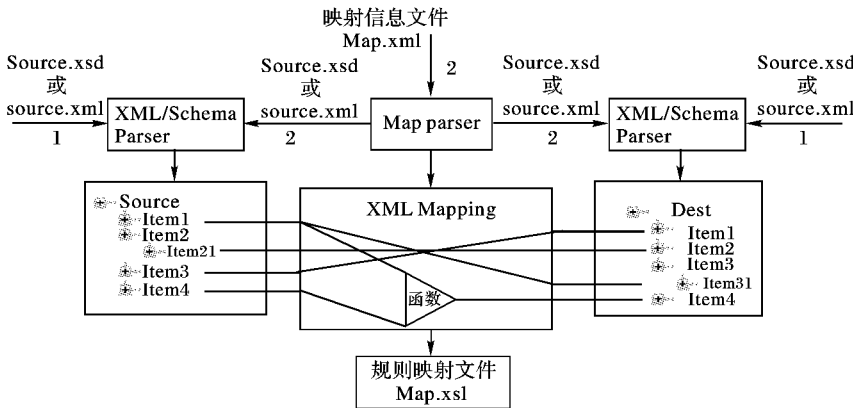 映射信息文件
Map.xml
2
Source.xsd
或
source.xml
1
XML/Schema
Parser
Source.xsd
或
source.xml
2
Map parser
Source.xsd
或
source.xml
2
XML/Schema
Parser
Source.xsd
或
source.xml
1
Source
Item1
Item2
Item21
Item3
Item4
XML Mapping
函数
Dest
Item1
Item2
Item3
Item31
Item4
规则映射文件
Map.xsl